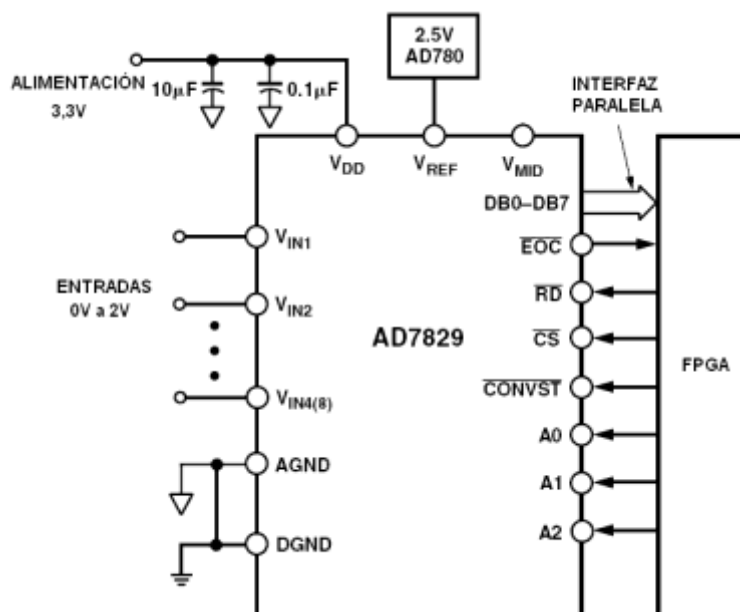 2.5V
AD780
ALIMENTACIÓN
3,3V
10µF
0.1µF
INTERFAZ
PARALELA
VDD
VREF
VMID
DB0–DB7
VIN1
EOC
ENTRADAS
0V a 2V
VIN2
RD
AD7829
CS
FPGA
CONVST
VIN4(8)
A0
AGND
A1
A2
DGND